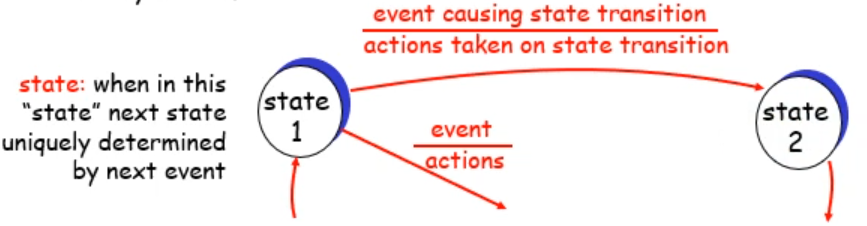 event causing state transition
actions taken on state transition
state: when in this
"state" next state
uniquely determined
by next event
state
1
event
actions
state
2